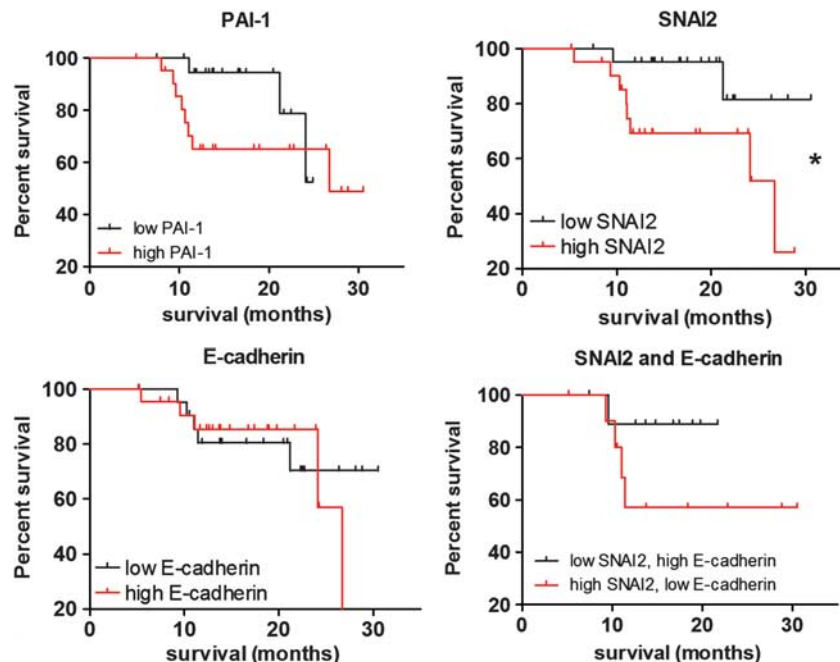 PAI-1
Percent survival
100
80
60
40
20
low PAI-1
high PAI-1
0 10 20 30
survival (months)
SNAI2
Percent survival
100
80
60
40
20
*
low SNAI2
high SNAI2
0 10 20 30
survival (months)
E-cadherin
Percent survival
100
80
60
40
20
low E-cadherin
high E-cadherin
0 10 20 30
survival (months)
SNAI2 and E-cadherin
Percent survival
100
80
60
40
20
low SNAI2, high E-cadherin
high SNAI2, low E-cadherin
0 10 20 30
survival (months)